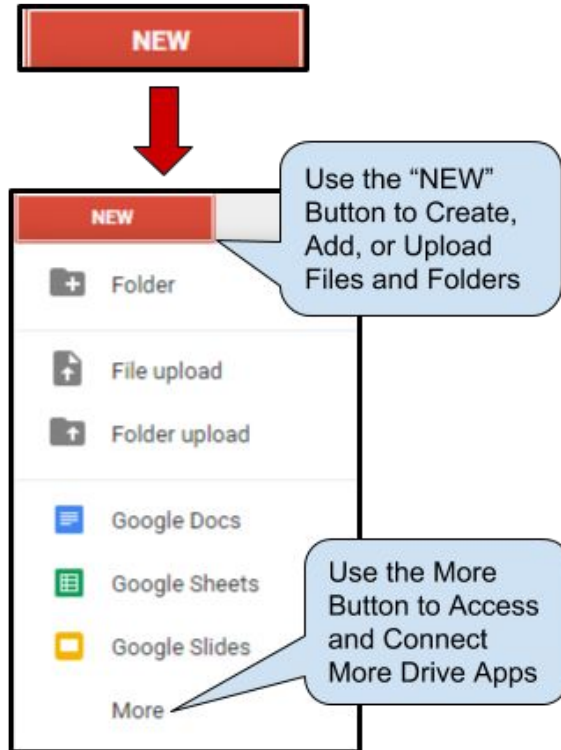 NEW
NEW
Use the “NEW”
Button to Create,
Add, or Upload
Files and Folders
Folder
File upload
Folder upload
Google Docs
Google Sheets
Google Slides
More
Use the More
Button to Access
and Connect
More Drive Apps